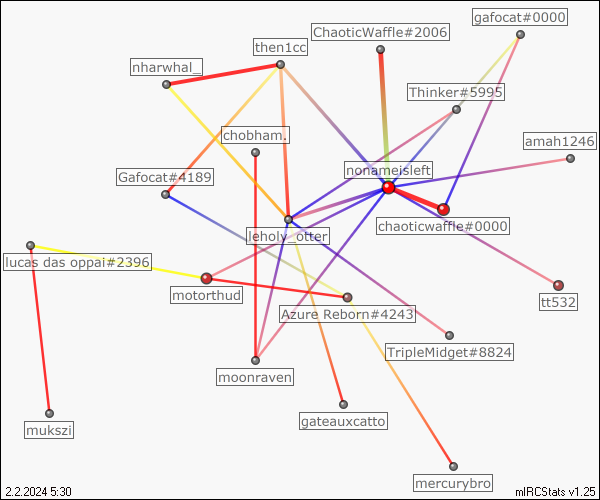 gafocat#0000
ChaoticWaffle#2006
then1cc
nharwhal_
Thinker#5995
chobham.
amah1246
nonameisleft
Gafocat#4189
chaoticwaffle#0000
leholy_otter
lucas das oppai#2396
motorthud
tt532
Azure Reborn#4243
TripleMidget#8824
moonraven
gateauxcatto
mukszi
mercurybro
2.2.2024 5:30
mIRCStats v1.25